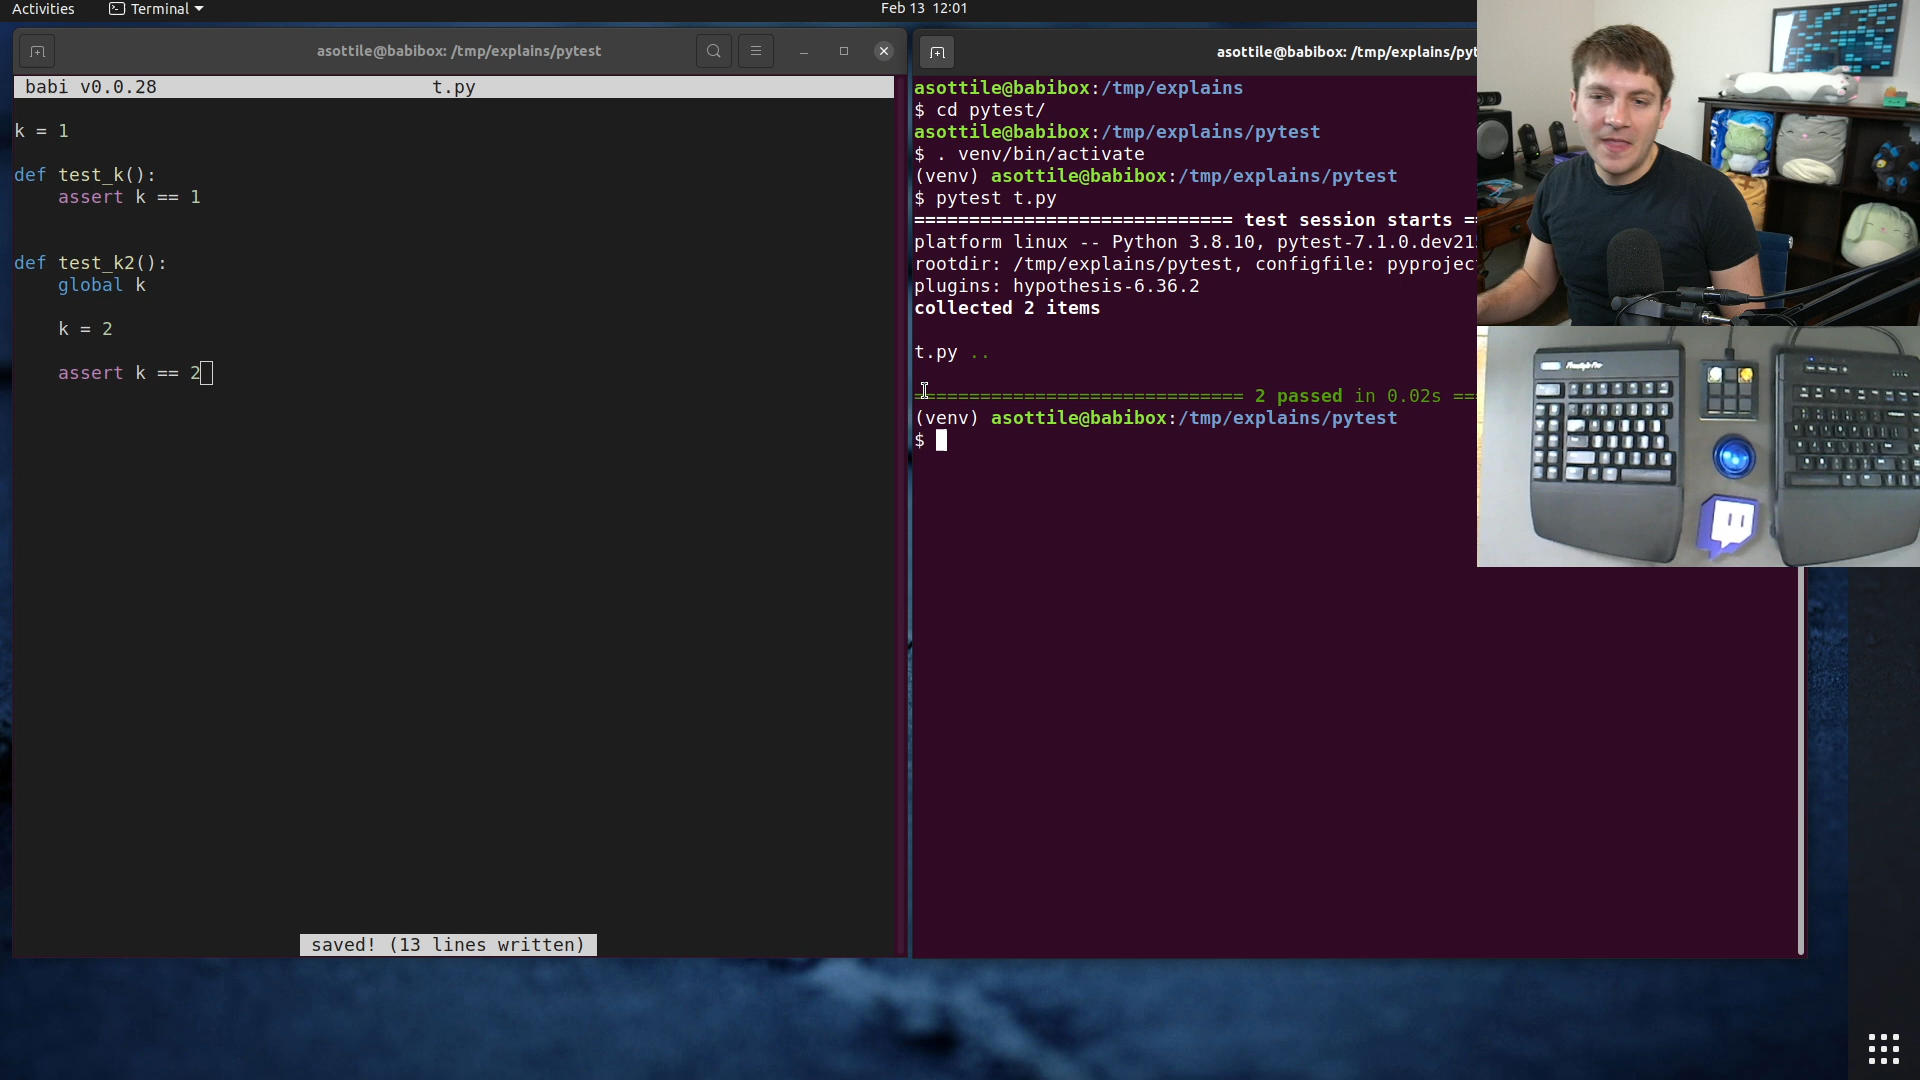 Activities
Terminal
Feb 13 12:01
asottile@babibox: /tmp/explains/pytest
babi v0.0.28 t.py
k = 1
def test_k():
    assert k == 1
def test_k2():
    global k
    k = 2
    assert k == 2
saved! (13 lines written)
asottile@babibox: /tmp/explains/pyt
asottile@babibox:/tmp/explains
$ cd pytest/
asottile@babibox:/tmp/explains/pytest
$ . venv/bin/activate
(venv) asottile@babibox:/tmp/explains/pytest
$ pytest t.py
============================= test session starts ==
platform linux -- Python 3.8.10, pytest-7.1.0.dev21
rootdir: /tmp/explains/pytest, configfile: pyprojec
plugins: hypothesis-6.36.2
collected 2 items
t.py ..
============================== 2 passed in 0.02s ===
(venv) asottile@babibox:/tmp/explains/pytest
$
Freestyle Pro